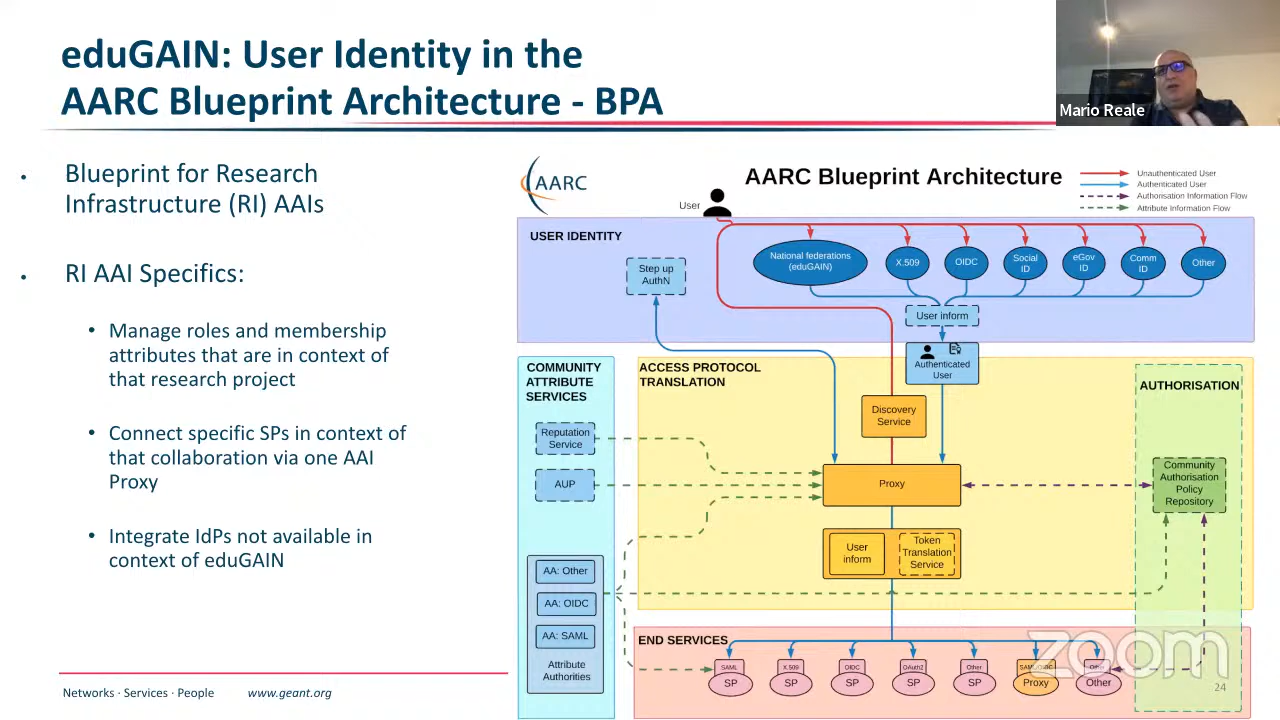 eduGAIN: User Identity in the
AARC Blueprint Architecture - BPA
Mario Reale
• Blueprint for Research
Infrastructure (RI) AAIs
• RI AAI Specifics:
• Manage roles and membership
attributes that are in context of
that research project
• Connect specific SPs in context of
that collaboration via one AAI
Proxy
• Integrate IdPs not available in
context of eduGAIN
Networks · Services · People
www.geant.org
AARC
AARC Blueprint Architecture
Unauthenticated User
Authenticated User
Authorisation Information Flow
Attribute Information Flow
User
USER IDENTITY
Step up
AuthN
National federations
(eduGAIN)
X.509
OIDC
Social
ID
eGov
ID
Comm
ID
Other
User inform
Authenticated
User
COMMUNITY
ATTRIBUTE
SERVICES
Reputation
Service
AUP
AA: Other
AA: OIDC
AA: SAML
Attribute
Authorities
ACCESS PROTOCOL
TRANSLATION
Discovery
Service
Proxy
User
inform
Token
Translation
Service
AUTHORISATION
Community
Authorisation
Policy
Repository
END SERVICES
SAML
SP
X.509
SP
OIDC
SP
OAuth2
SP
Other
SP
SAML/OIDC
Proxy
Other
Other
zoom
24